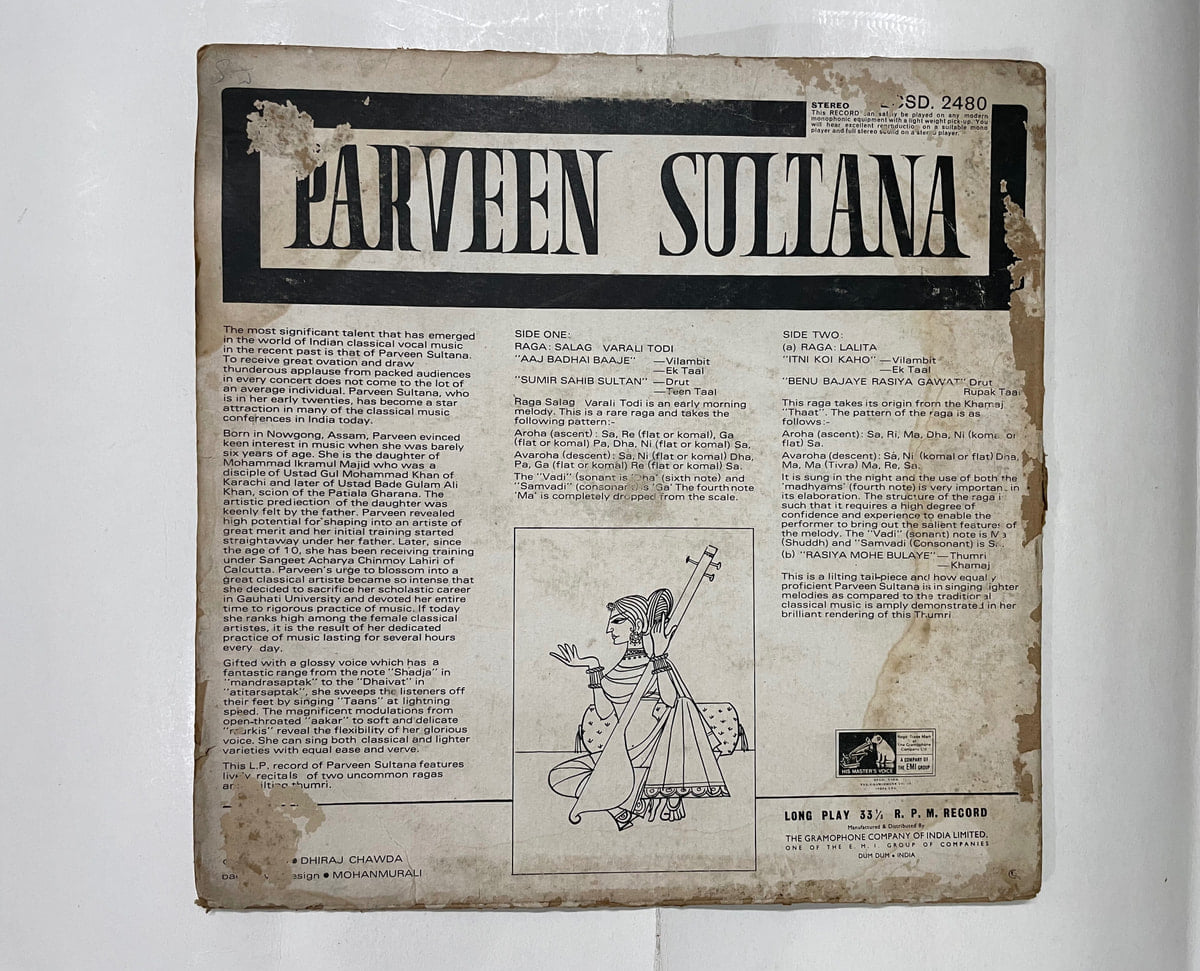 STEREO
SD. 2480
This RECORD can safely be played on any modern
monophonic equipment with a light weight pick-up. You
will hear excellent reproduction on a suitable mono
player and full stereo sound on a stereo player.
PARVEEN SULTANA
The most significant talent that has emerged
in the world of Indian classical vocal music
in the recent past is that of Parveen Sultana.
To receive great ovation and draw
thunderous applause from packed audiences
in every concert does not come to the lot of
an average individual. Parveen Sultana, who
is in her early twenties, has become a star
attraction in many of the classical music
conferences in India today.
Born in Nowgong, Assam, Parveen evinced
keen interest in music when she was barely
six years of age. She is the daughter of
Mohammad Ikramul Majid who was a
disciple of Ustad Gul Mohammad Khan of
Karachi and later of Ustad Bade Gulam Ali
Khan, scion of the Patiala Gharana. The
artistic prediection of the daughter was
keenly felt by the father. Parveen revealed
high potential for shaping into an artiste of
great merit and her initial training started
straightaway under her father. Later, since
the age of 10, she has been receiving training
under Sangeet Acharya Chinmoy Lahiri of
Calcutta. Parveen's urge to blossom into a
great classical artiste became so intense that
she decided to sacrifice her scholastic career
in Gauhati University and devoted her entire
time to rigorous practice of music. If today
she ranks high among the female classical
artistes, it is the result of her dedicated
practice of music lasting for several hours
every day.
Gifted with a glossy voice which has a
fantastic range from the note "Shadja" in
"mandrasaptak" to the "Dhaivat" in
"atitarsaptak", she sweeps the listeners off
their feet by singing "Taans" at lightning
speed. The magnificent modulations from
open-throated "aakar" to soft and delicate
"murkis" reveal the flexibility of her glorious
voice. She can sing both classical and lighter
varieties with equal ease and verve.
This L.P. record of Parveen Sultana features
lively recitals of two uncommon ragas
thumri.
● DHIRAJ CHAWDA
esign ● MOHANMURALI
SIDE ONE:
RAGA: SALAG VARALI TODI
"AAJ BADHAI BAAJE" —Vilambit
—Ek Taal
"SUMIR SAHIB SULTAN" —Drut
—Teen Taal
Raga Salag Varali Todi is an early morning
melody. This is a rare raga and takes the
following pattern:-
Aroha (ascent): Sa, Re (flat or komal), Ga
(flat or komal) Pa, Dha, Ni (flat or komal) Sa,
Avaroha (descent): Sa, Ni (flat or komal) Dha,
Pa, Ga (flat or komal) Re (flat or komal) Sa.
The "Vadi" (sonant is 'Dha' (sixth note) and
"Samvadi" (consonant) is 'Ga' The fourth note
'Ma' is completely dropped from the scale.
SIDE TWO:
(a) RAGA: LALITA
"ITNI KOI KAHO" —Vilambit
—Ek Taal
"BENU BAJAYE RASIYA GAWAT" Drut
Rupak Taa
This raga takes its origin from the Khamaj
"Thaat". The pattern of the raga is as
follows:-
Aroha (ascent): Sa, Ri, Ma, Dha, Ni (komal or
flat) Sa.
Avaroha (descent): Sa, Ni (komal or flat) Dha,
Ma, Ma (Tivra) Ma, Re, Sa.
It is sung in the night and the use of both the
'madhyams' (fourth note) is very important in
its elaboration. The structure of the raga i
such that it requires a high degree of
confidence and experience to enable the
performer to bring out the salient features of
the melody. The "Vadi" (sonant) note is Ma
(Shuddh) and "Samvadi (Consonant) is S
(b) "RASIYA MOHE BULAYE"—Thumri
—Khamaj
This is a lilting tail-piece and how equally
proficient Parveen Sultana is in singing lighter
melodies as compared to the traditional
classical music is amply demonstrated in her
brilliant rendering of this Thumri
HIS MASTER'S VOICE
Regd. Trade Mark
of
The Gramophone
Company Ltd.
A COMPANY OF
THE EMI GROUP
LONG PLAY 33⅓ R. P. M. RECORD
Manufactured & Distributed By
THE GRAMOPHONE COMPANY OF INDIA LIMITED.
ONE OF THE E. M. I. GROUP OF COMPANIES
DUM DUM ● INDIA